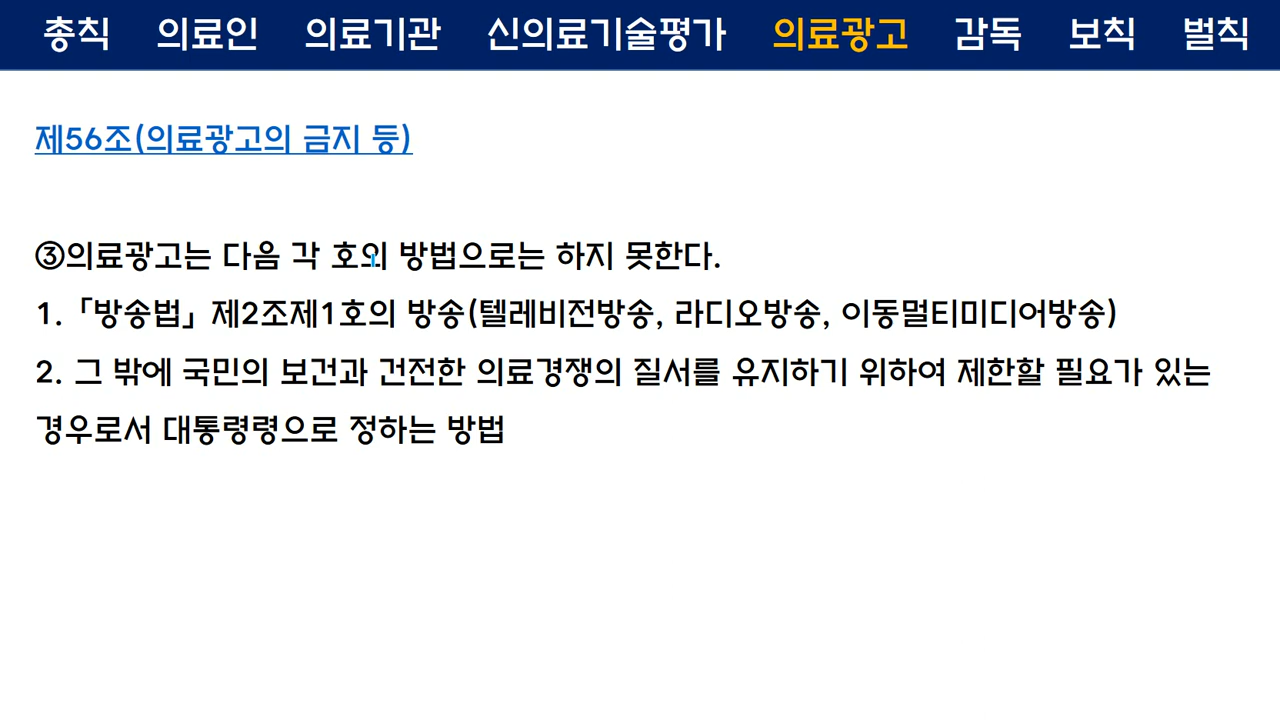 총칙 의료인 의료기관 신의료기술평가 의료광고 감독 보칙 벌칙
제56조(의료광고의 금지 등)
③의료광고는 다음 각 호의 방법으로는 하지 못한다.
1.「방송법」제2조제1호의 방송(텔레비전방송, 라디오방송, 이동멀티미디어방송)
2. 그 밖에 국민의 보건과 건전한 의료경쟁의 질서를 유지하기 위하여 제한할 필요가 있는
경우로서 대통령령으로 정하는 방법